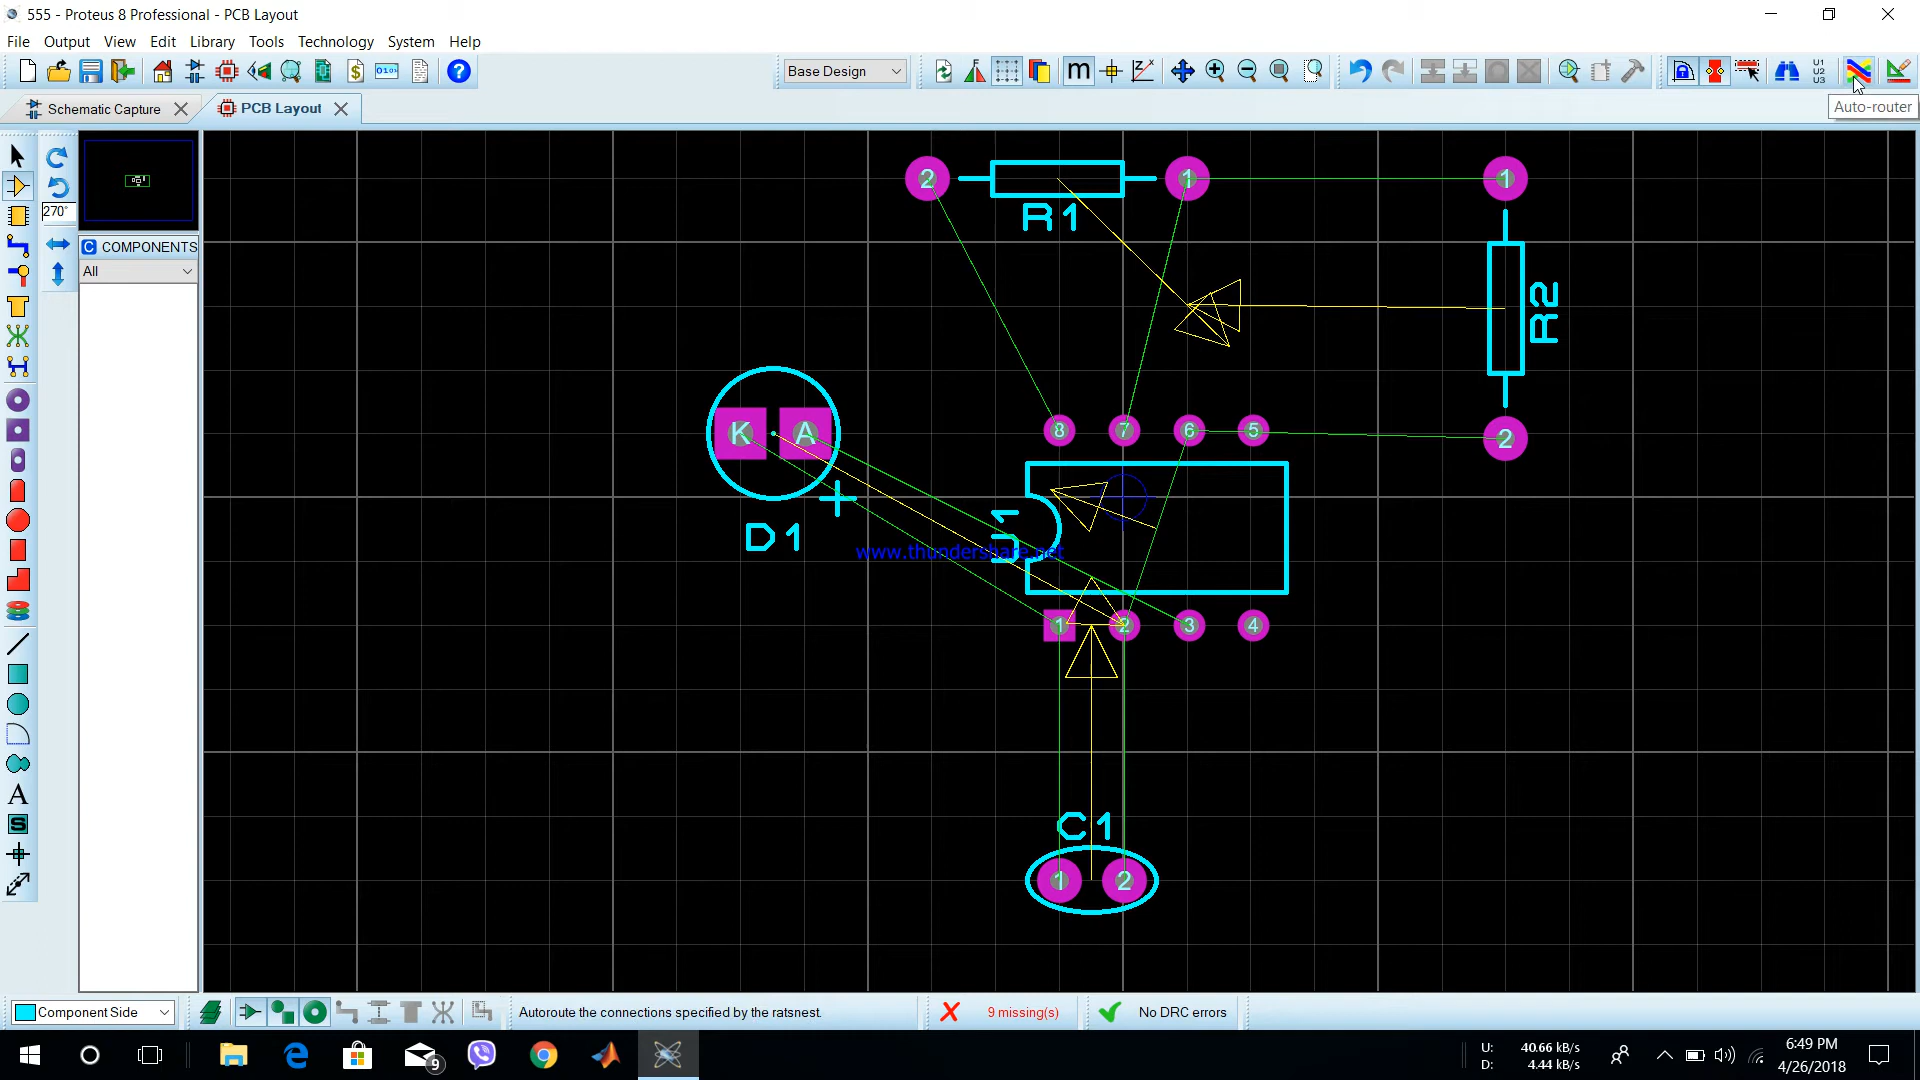 555 - Proteus 8 Professional - PCB Layout
File Output View Edit Library Tools Technology System Help
Base Design
Schematic Capture
PCB Layout
Auto-router
270°
C COMPONENTS
All
2 1 1
R1
R2
8 7 6 5
2
K A
D1
U1
www.thundershare.net
1 2 3 4
C1
1 2
Component Side
Autoroute the connections specified by the ratsnest.
9 missing(s)
No DRC errors
9
U: 40.66 kB/s
D: 4.44 kB/s
6:49 PM
4/26/2018